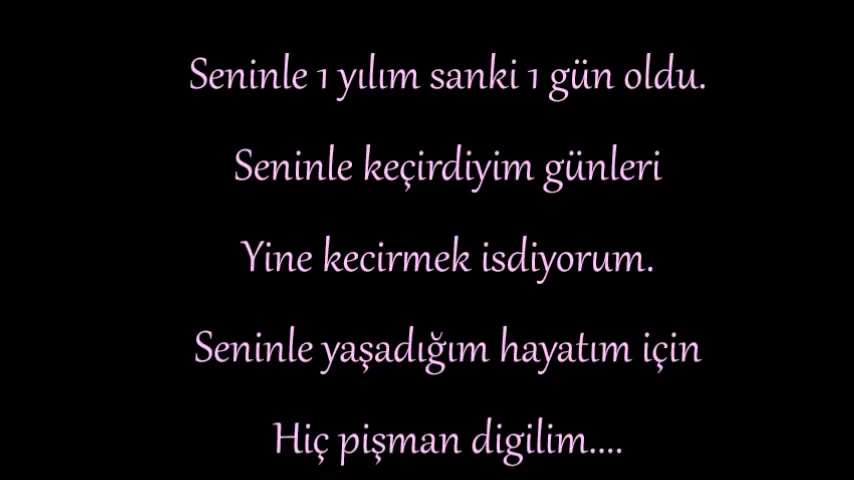 Seninle 1 yılım sanki 1 gün oldu.
Seninle keçirdiyim günleri
Yine kecirmek isdiyorum.
Seninle yaşadığım hayatım için
Hiç pişman digilim....